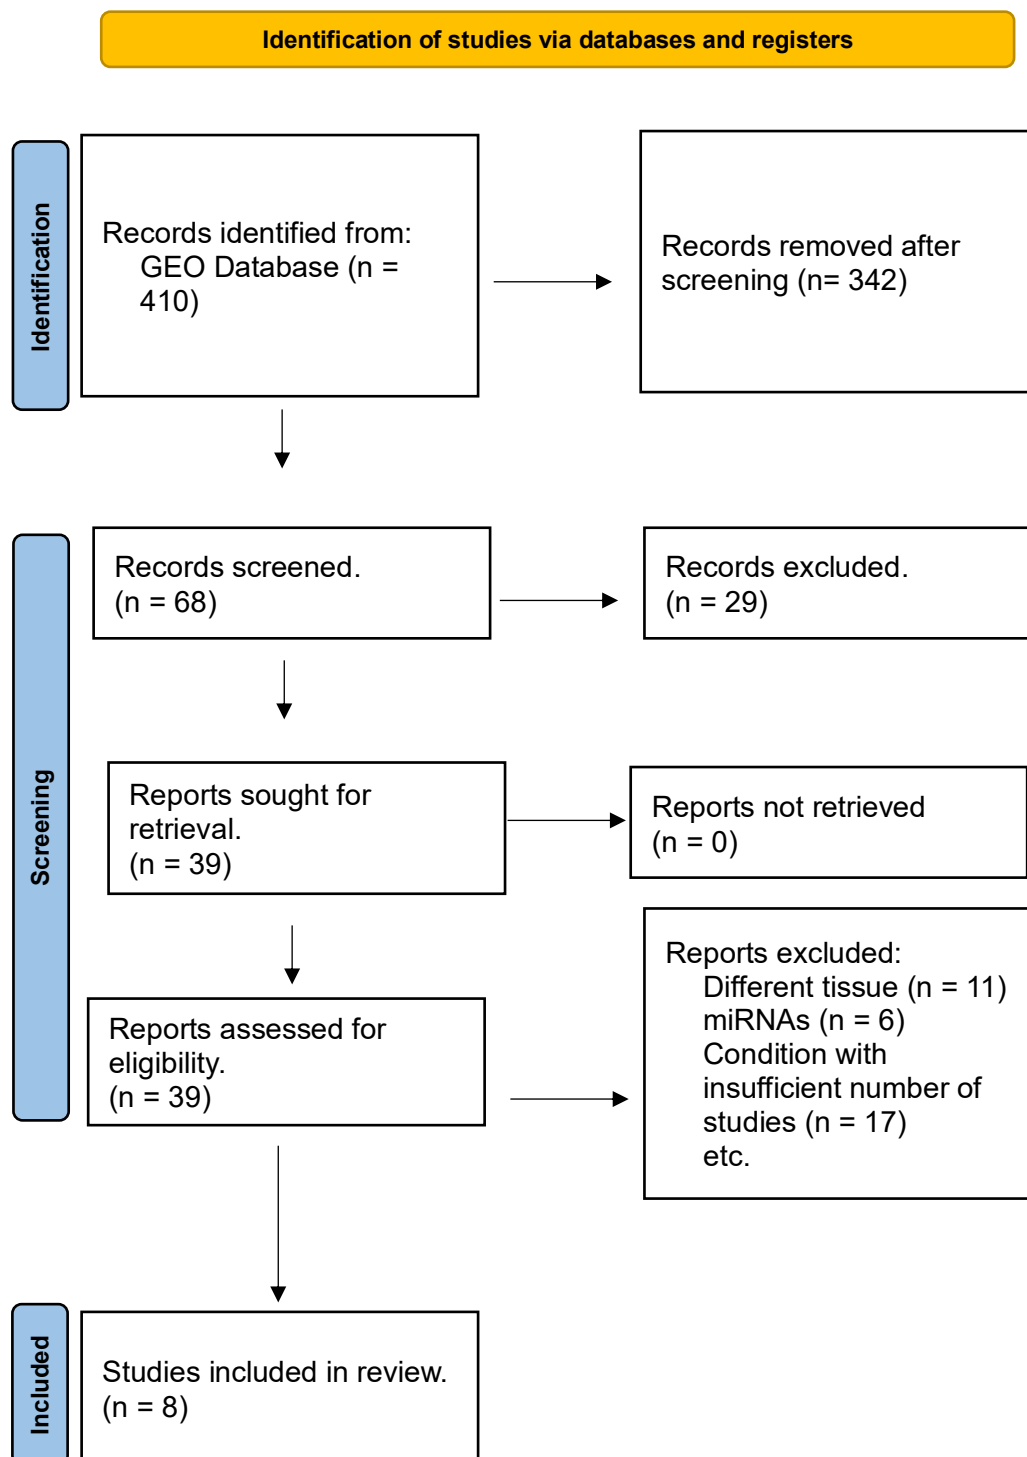 Identification of studies via databases and registers
Identification
Records identified from:
GEO Database (n =
410)
Records removed after
screening (n= 342)
Screening
Records screened.
(n = 68)
Records excluded.
(n = 29)
Reports sought for
retrieval.
(n = 39)
Reports not retrieved
(n = 0)
Reports assessed for
eligibility.
(n = 39)
Reports excluded:
Different tissue (n = 11)
miRNAs (n = 6)
Condition with
insufficient number of
studies (n = 17)
etc.
Included
Studies included in review.
(n = 8)